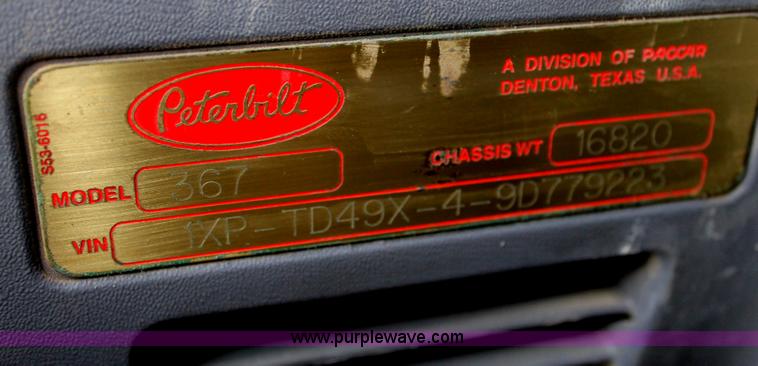 Peterbilt
A DIVISION OF PACCAR
DENTON, TEXAS U.S.A.
S53-6016
CHASSIS WT 16820
MODEL 367
VIN 1XP-TD49X-4-9D779223
www.purplewave.com